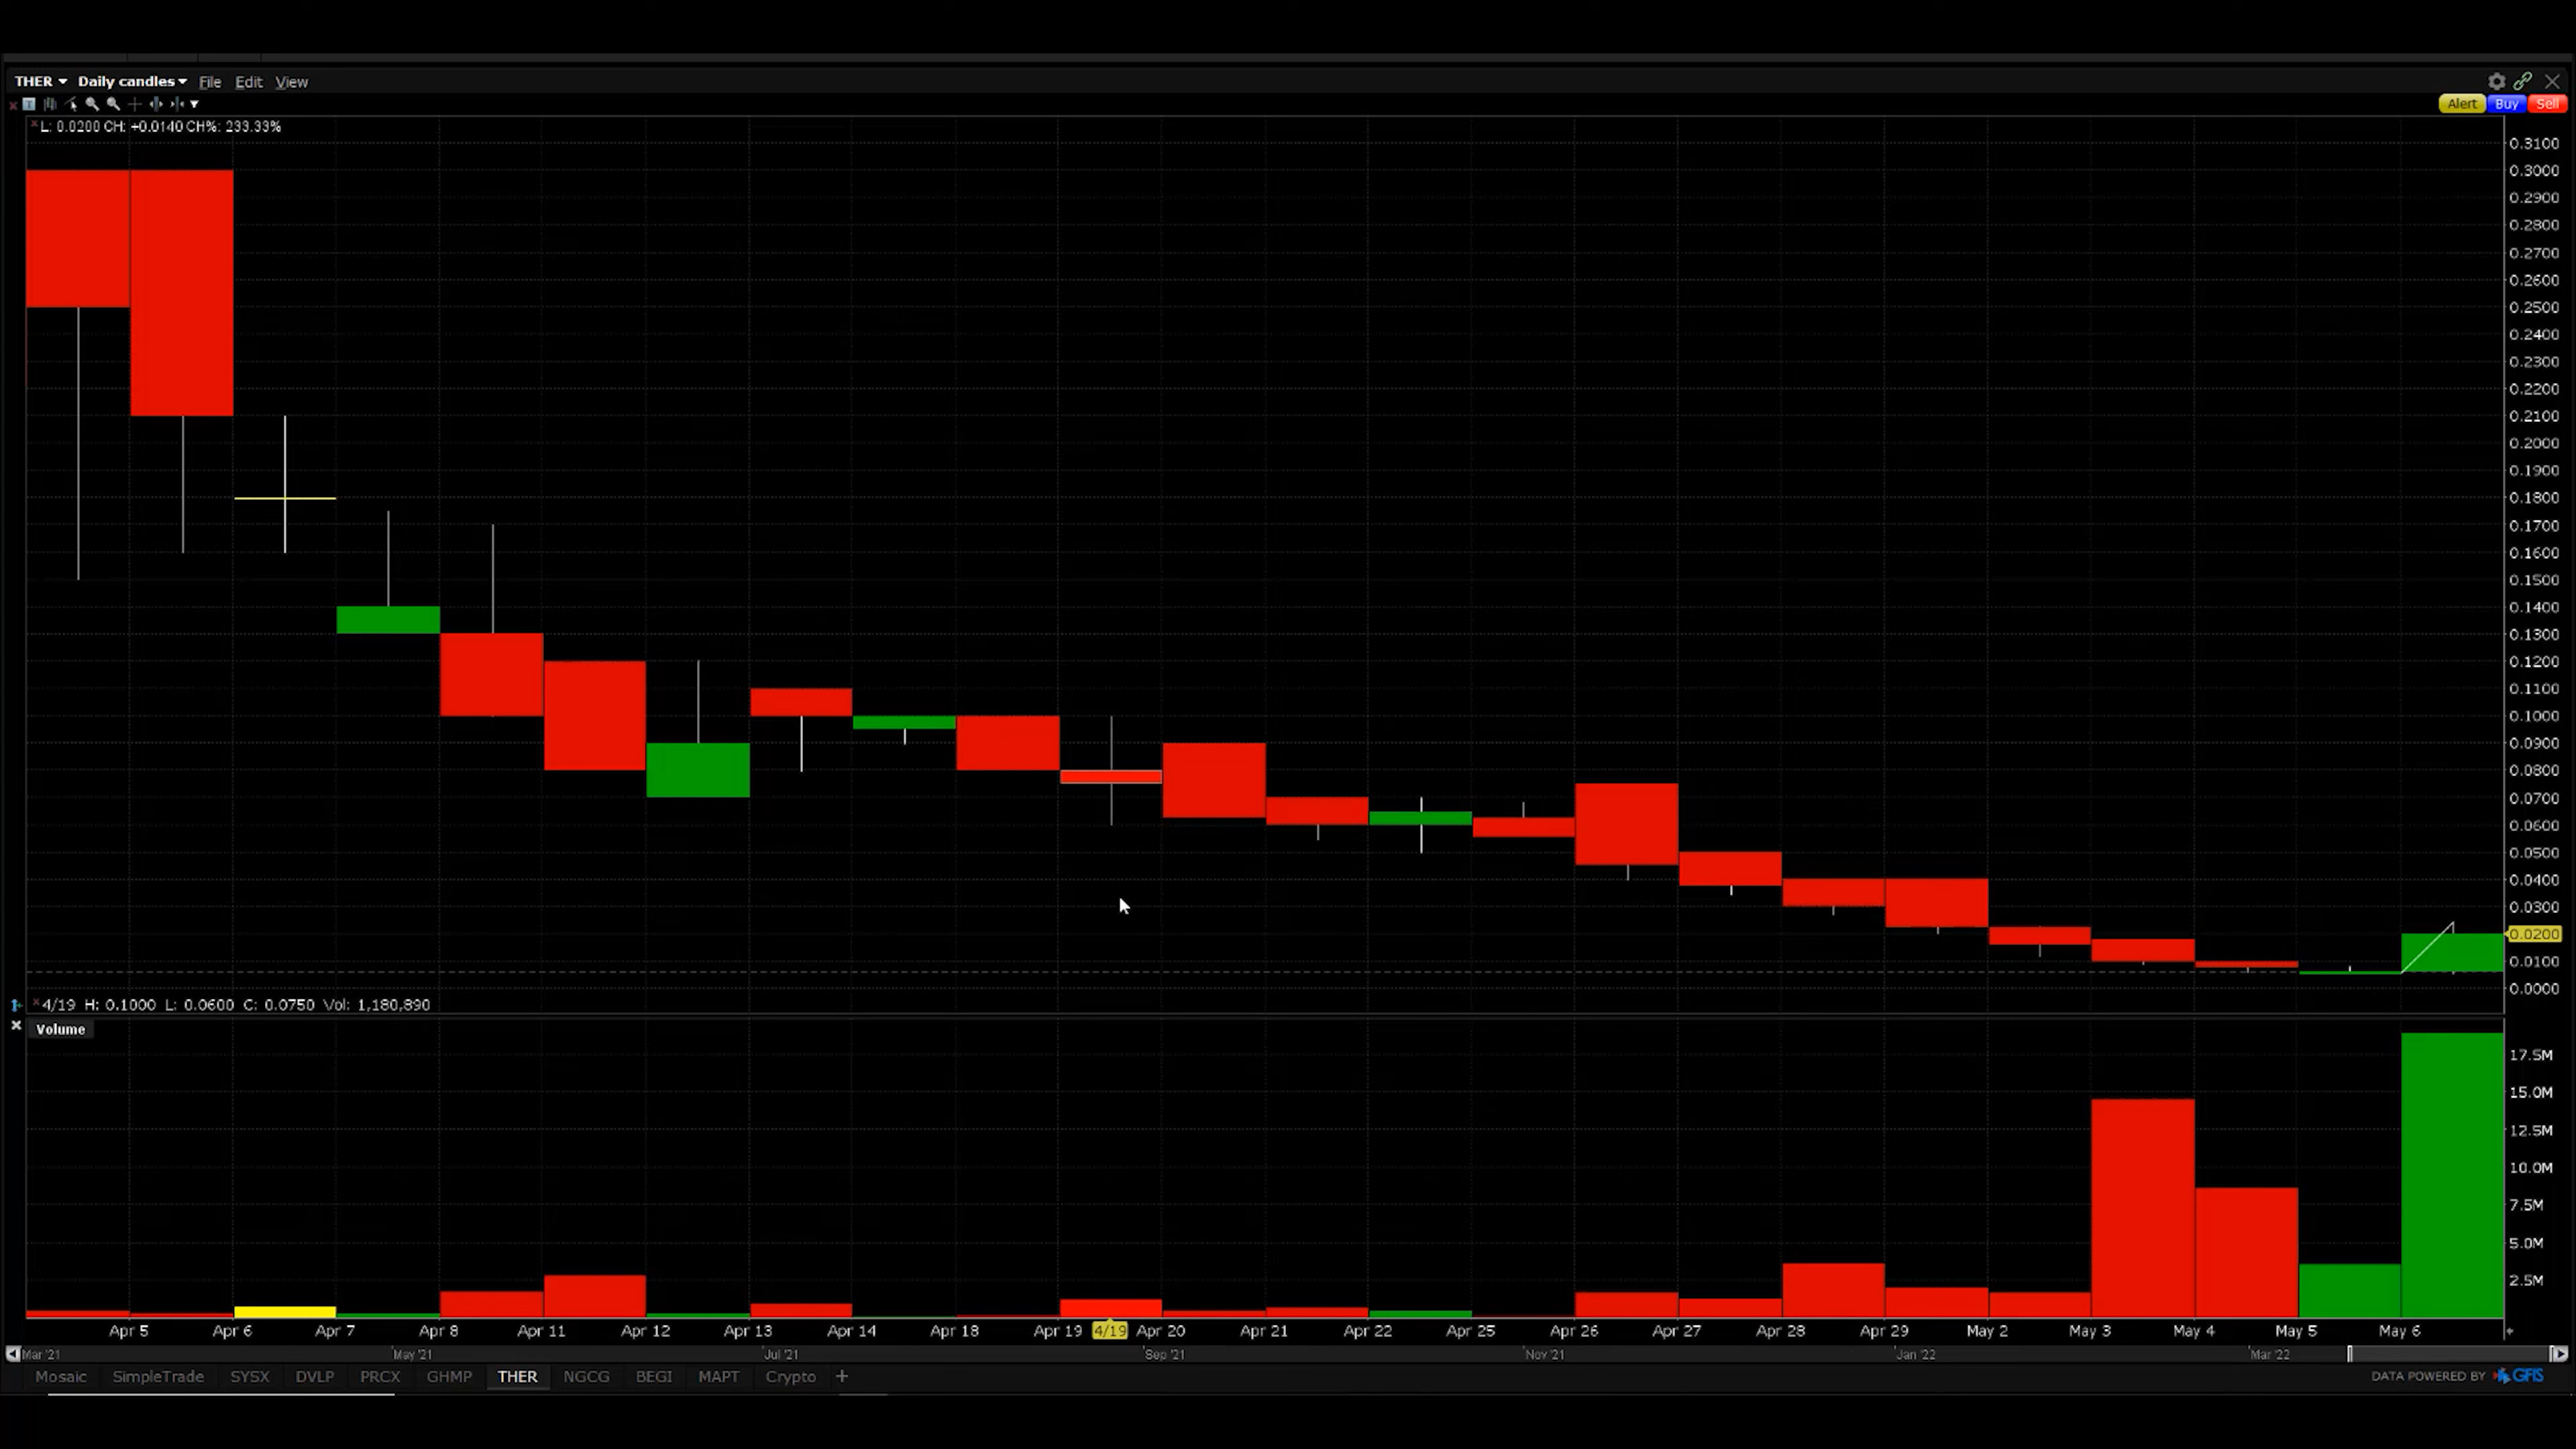 THER Daily candles File Edit View
Alert Buy Sell
L: 0.0200 CH: +0.0140 CH%: 233.33%
0.3100
0.3000
0.2900
0.2800
0.2700
0.2600
0.2500
0.2400
0.2300
0.2200
0.2100
0.2000
0.1900
0.1800
0.1700
0.1600
0.1500
0.1400
0.1300
0.1200
0.1100
0.1000
0.0900
0.0800
0.0700
0.0600
0.0500
0.0400
0.0300
0.0200
0.0100
0.0000
4/19 H: 0.1000 L: 0.0600 C: 0.0750 Vol: 1,180,890
Volume
17.5M
15.0M
12.5M
10.0M
7.5M
5.0M
2.5M
Apr 5 Apr 6 Apr 7 Apr 8 Apr 11 Apr 12 Apr 13 Apr 14 Apr 18 Apr 19 4/19 Apr 20 Apr 21 Apr 22 Apr 25 Apr 26 Apr 27 Apr 28 Apr 29 May 2 May 3 May 4 May 5 May 6
Mar '21 May '21 Jul '21 Sep '21 Nov '21 Jan '22 Mar '22
Mosaic SimpleTrade SYSX DVLP PRCX GHMP THER NGCG BEGI MAPT Crypto + DATA POWERED BY GFIS